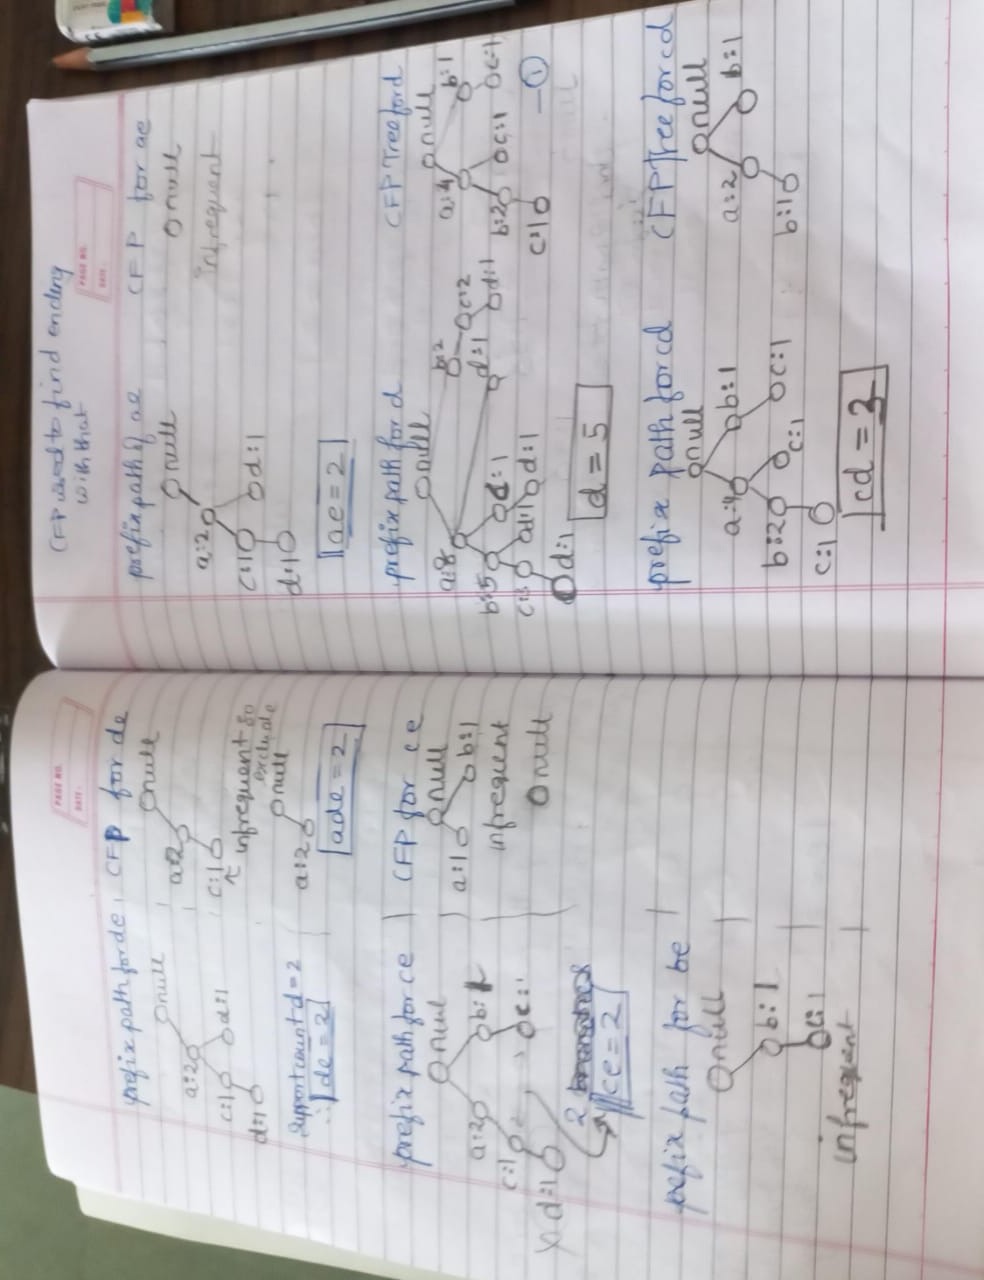 PAGE NO.
DATE:
prefix path for de
CFP for de
null
null
a:2
a:2
c:1
d:1
c:1
d:1
infrequent so
exclude
null
a:2
Support count d = 2
∴ de = 2
ade = 2
prefix path for ce
CFP for ce
null
null
a:2
b:1
a:1
b:1
c:1
c:1
infrequent
x d:1
null
2
ce = 2
pefix path for be
null
b:1
c:1
infrequent
CFP used to find ending
with that
PAGE NO.
DATE:
prefix path of ae
CFP for ae
null
null
a:2
infrequent
c:1
d:1
d:1
ae = 2
prefix path for d
CFP Tree for d
null
null
a:8
b:2
a:4
b:1
c:2
d:1
d:1
b:5
c:1
b:2
c:1
c:1
d:1
d:1
c:1
d:1
①
d = 5
prefix path for cd
CFP Tree for cd
null
null
a:4
b:1
a:2
b:1
b:2
c:1
c:1
b:1
c:1
cd = 3